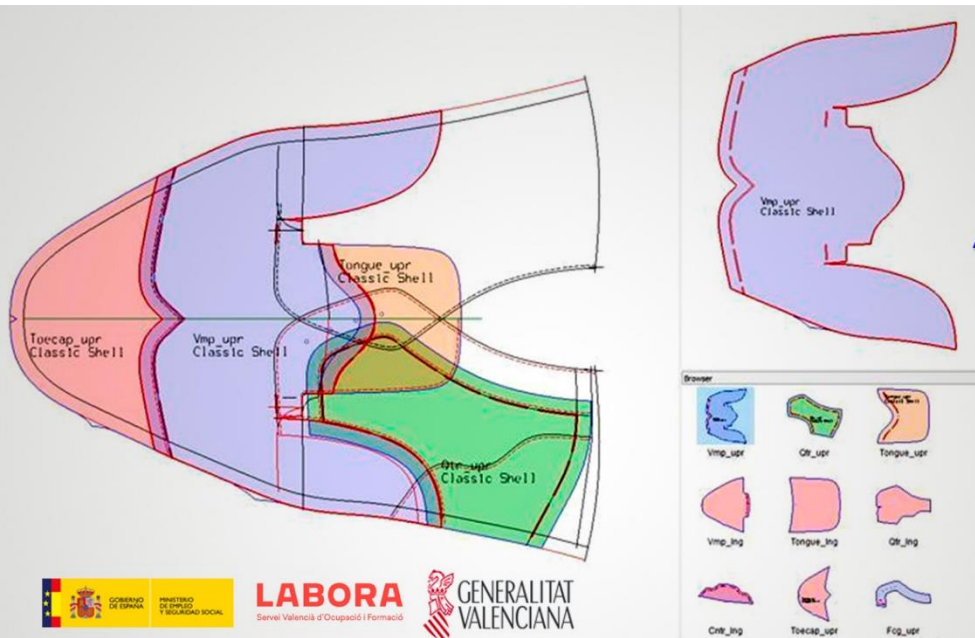 Vmp_upr
Classic Shell
Tongue_upr
Classic Shell
Toecap_upr
Classic Shell
Vmp_upr
Classic Shell
Qtr_upr
Classic Shell
Browser
Vmp_upr
Qtr_upr
Tongue_upr
Vmp_lng
Tongue_lng
Qtr_lng
Cntr_lng
Toecap_upr
Fcg_upr
GOBIERNO
DE ESPAÑA
MINISTERIO
DE EMPLEO
Y SEGURIDAD SOCIAL
LABORA
Servei Valencià d'Ocupació i Formació
GENERALITAT
VALENCIANA